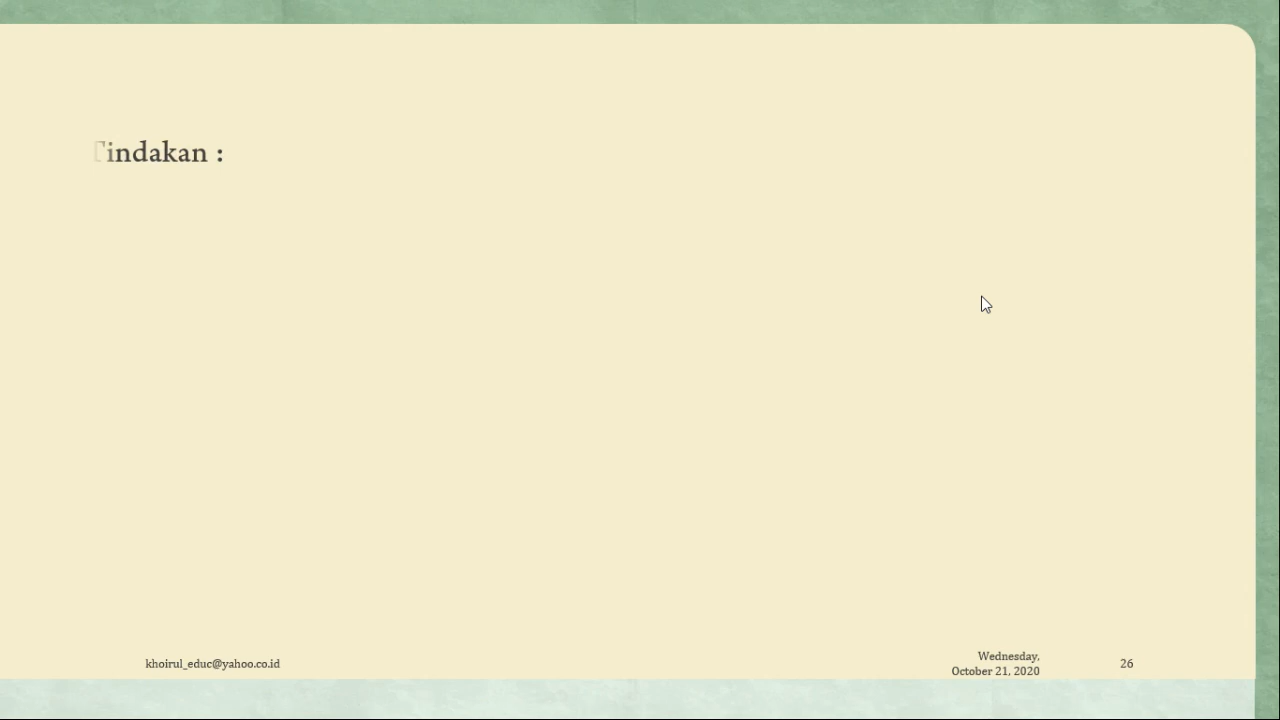 Tindakan :
khoirul_educ@yahoo.co.id
Wednesday,
October 21, 2020
26